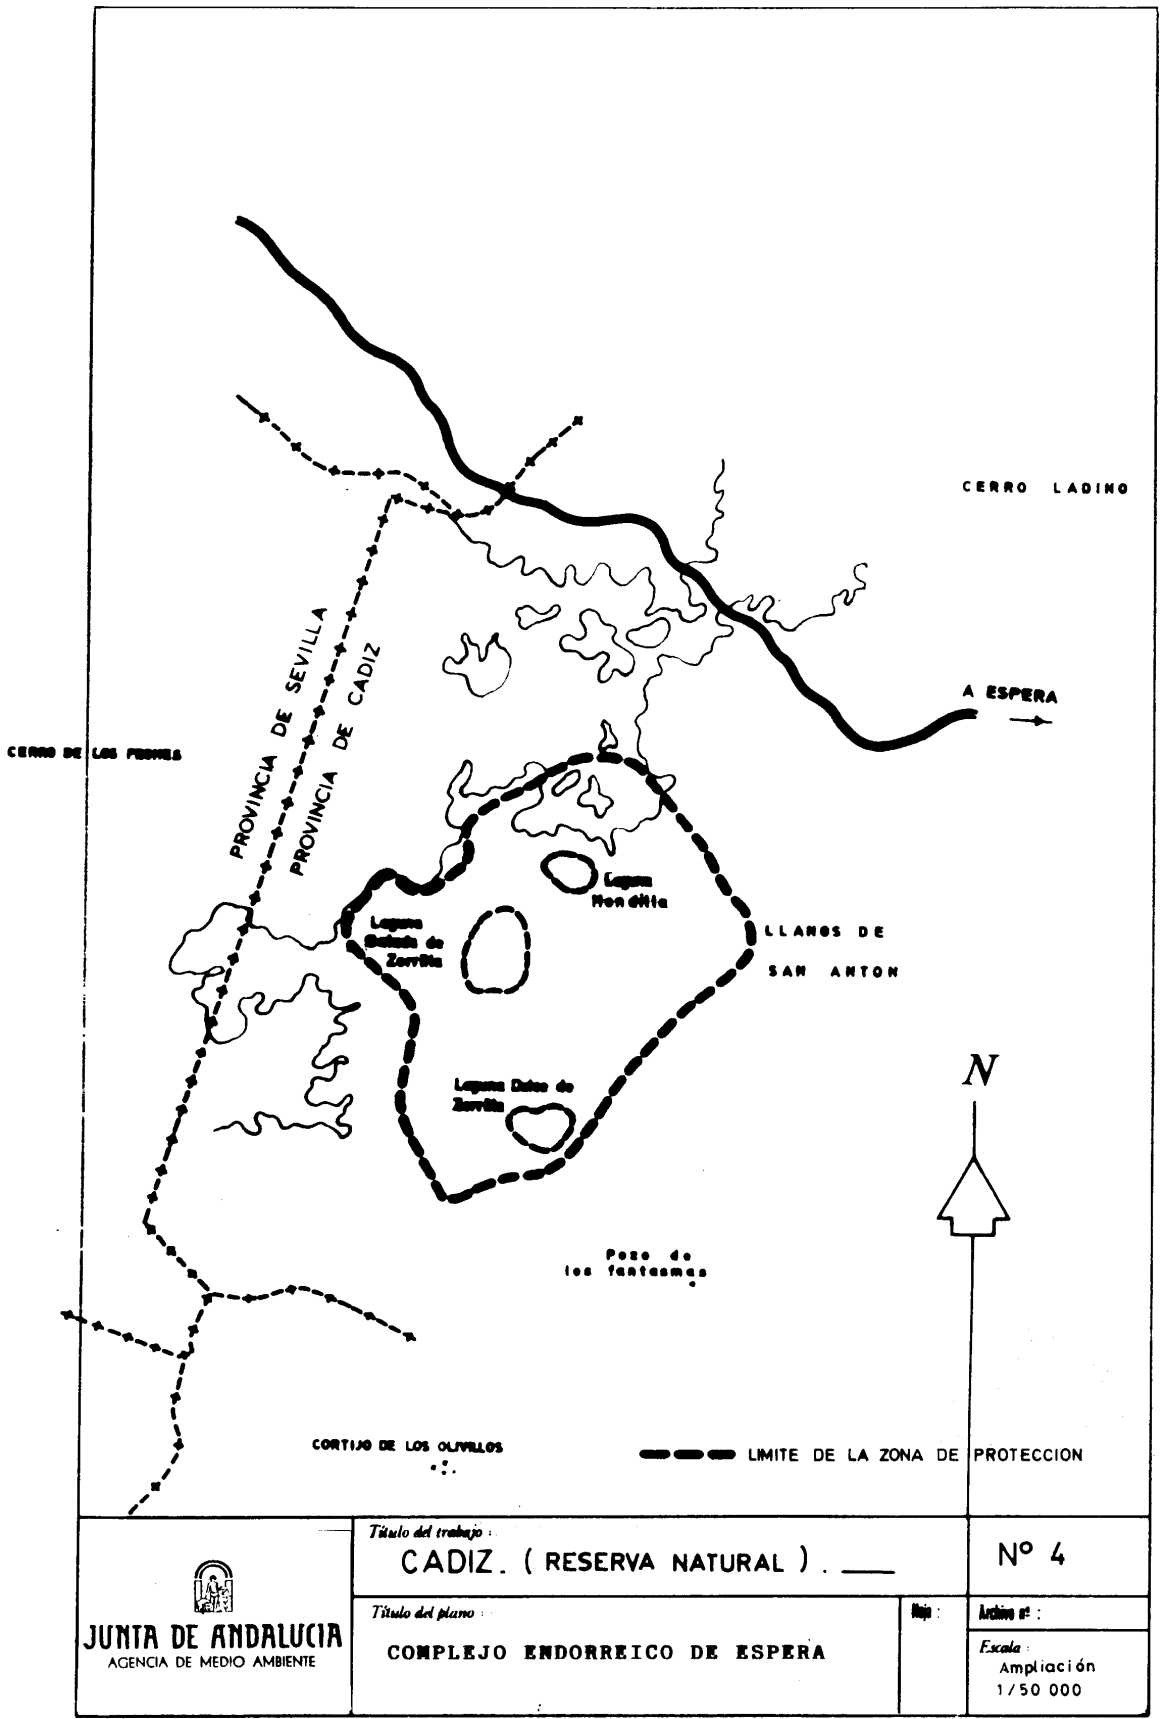 CERRO LADINO
A ESPERA
PROVINCIA DE SEVILLA
PROVINCIA DE CADIZ
CERRO DE LOS
Laguna
Hondilla
Laguna
Salada de
Zorrilla
LLANOS DE
SAN ANTON
N
Laguna Dulce de
Zorrilla
Pozo de
los fantasmas
CORTIJO DE LOS OLIVILLOS
LIMITE DE LA ZONA DE PROTECCION
Título del trabajo :
CADIZ. ( RESERVA NATURAL ) .
Nº 4
JUNTA DE ANDALUCIA
AGENCIA DE MEDIO AMBIENTE
Título del plano :
COMPLEJO ENDORREICO DE ESPERA
Hoja :
Archivo nº :
Escala :
Ampliación
1/50 000